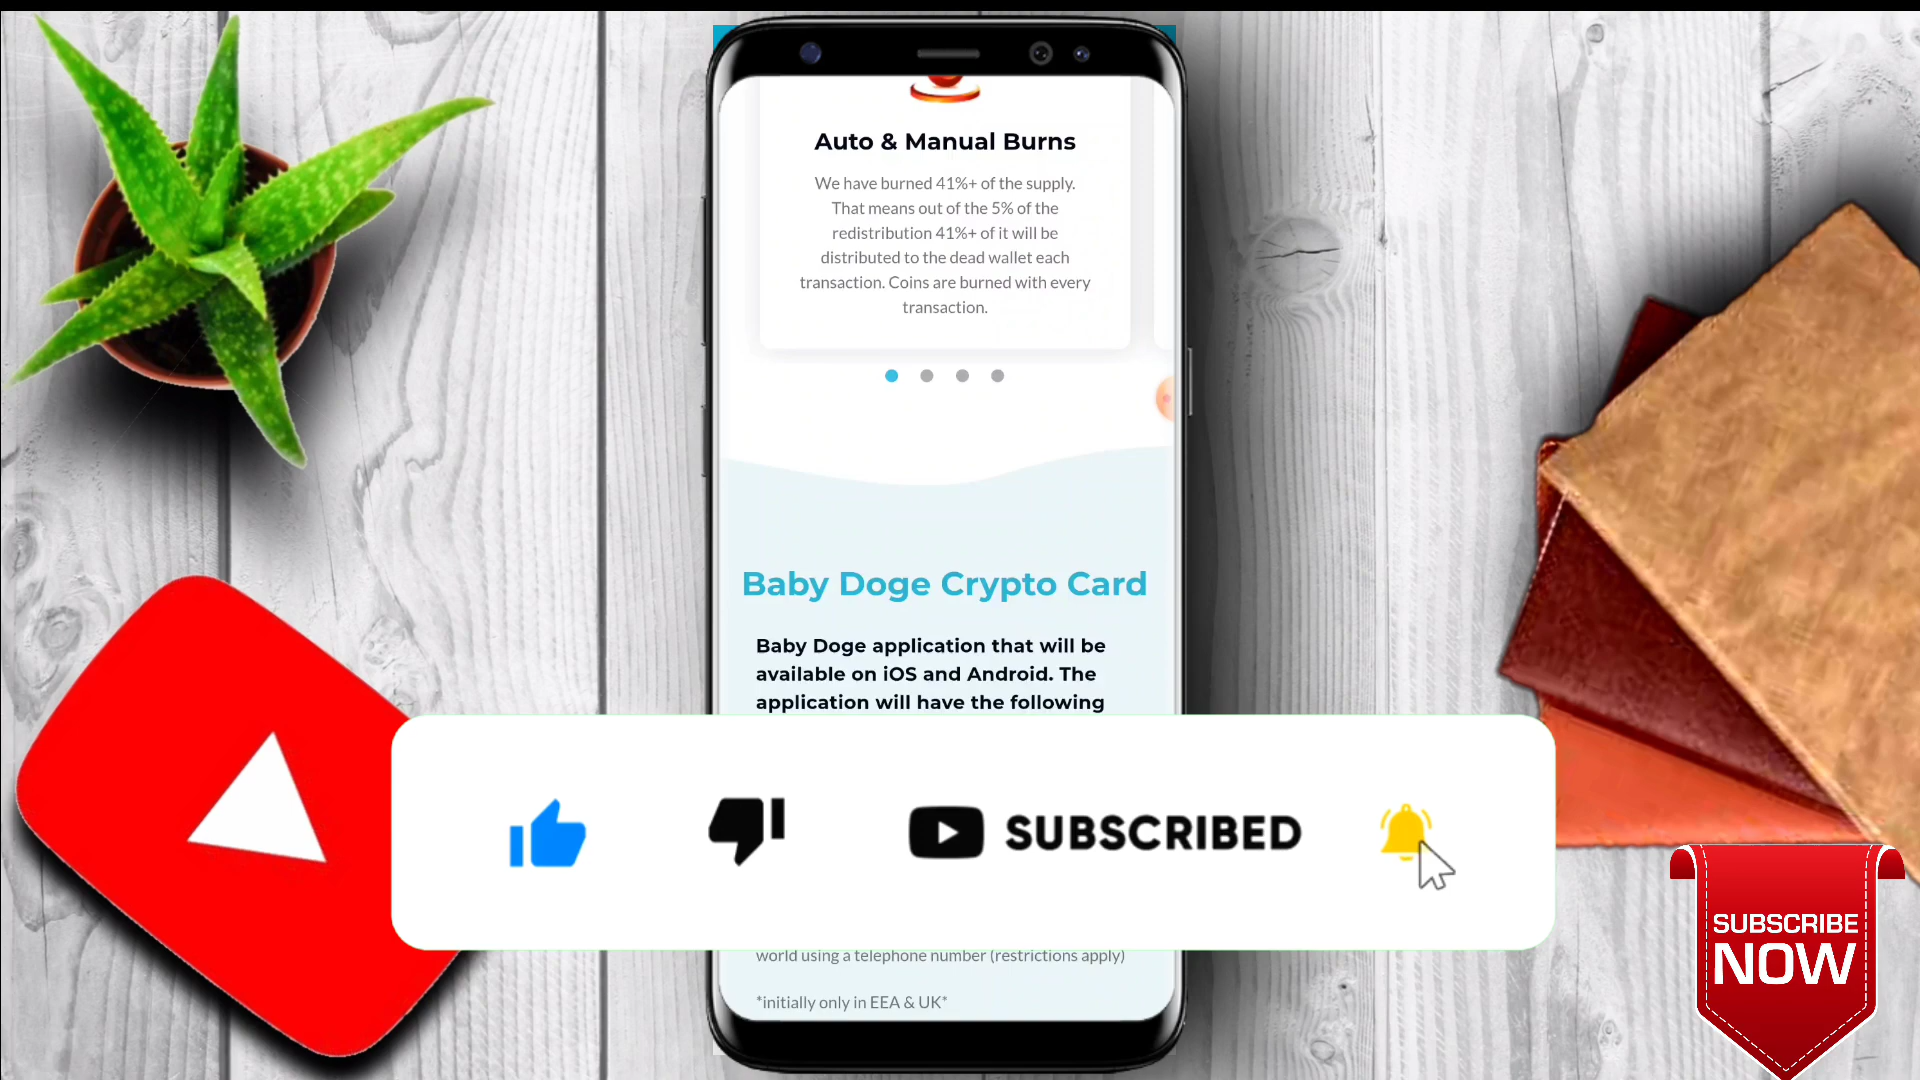 Auto & Manual Burns
We have burned 41%+ of the supply.
That means out of the 5% of the
redistribution 41%+ of it will be
distributed to the dead wallet each
transaction. Coins are burned with every
transaction.
Baby Doge Crypto Card
Baby Doge application that will be
available on iOS and Android. The
application will have the following
SUBSCRIBED
world using a telephone number (restrictions apply)
*initially only in EEA & UK*
SUBSCRIBE
NOW